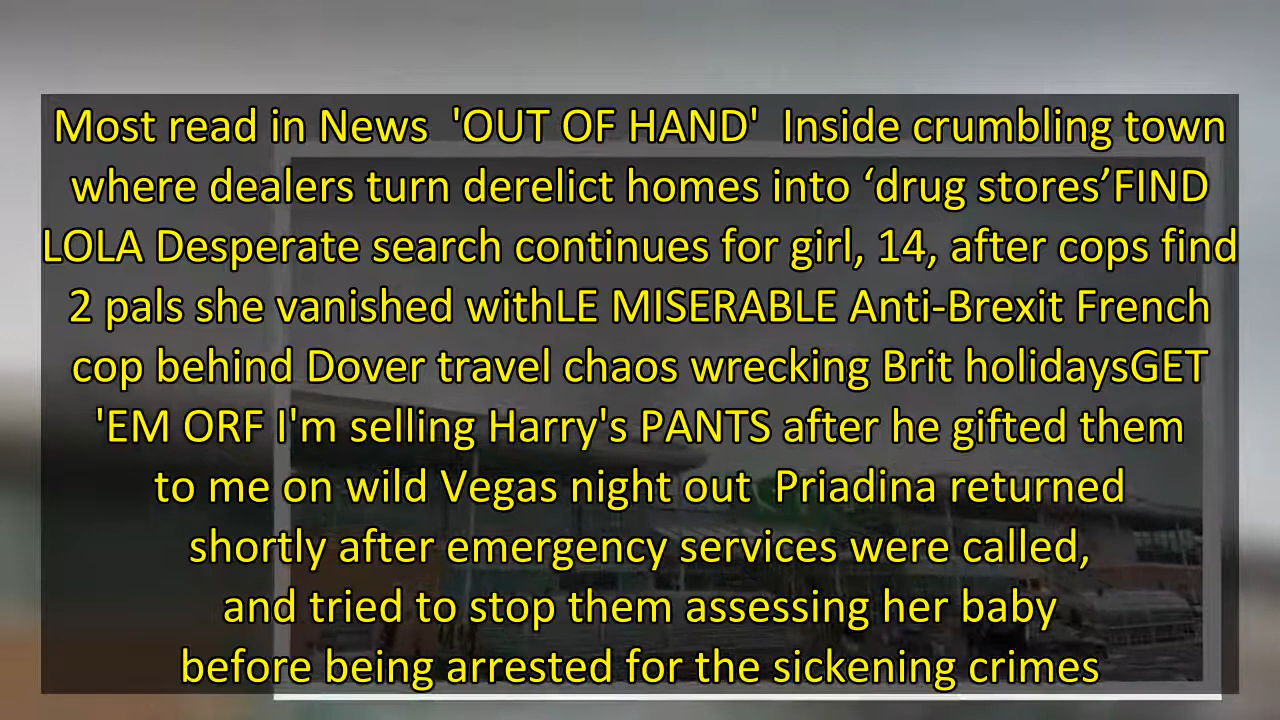 Most read in News  'OUT OF HAND'  Inside crumbling town
where dealers turn derelict homes into ‘drug stores’FIND
LOLA Desperate search continues for girl, 14, after cops find
2 pals she vanished withLE MISERABLE Anti-Brexit French
cop behind Dover travel chaos wrecking Brit holidaysGET
'EM ORF I'm selling Harry's PANTS after he gifted them
to me on wild Vegas night out  Priadina returned
shortly after emergency services were called,
and tried to stop them assessing her baby
before being arrested for the sickening crimes